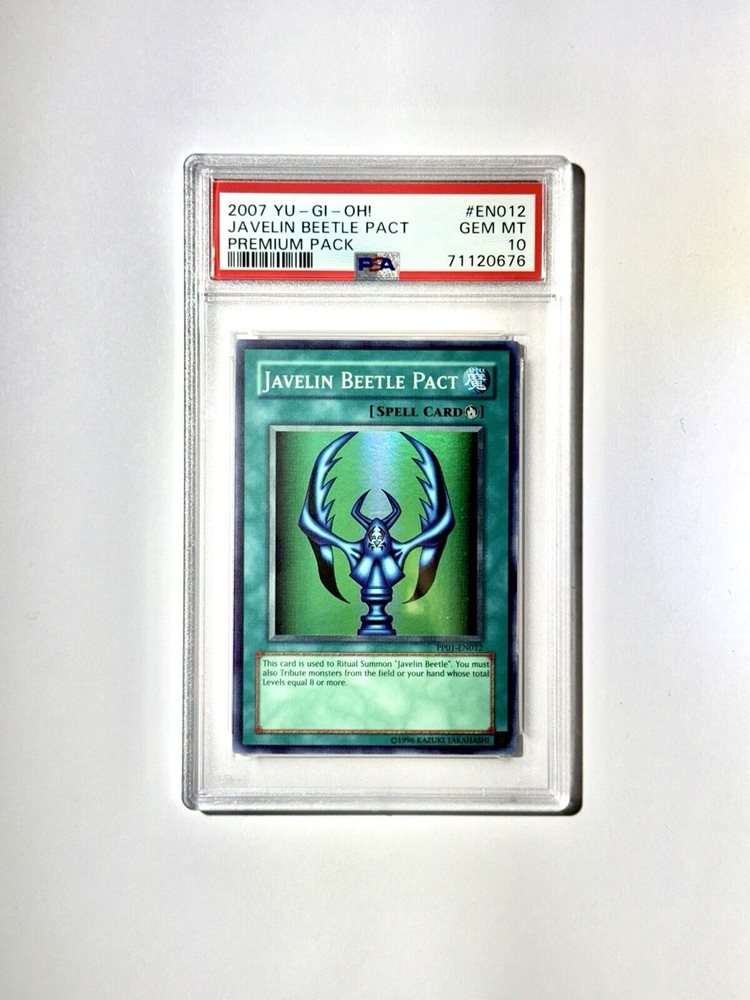 2007 YU-GI-OH! #EN012
JAVELIN BEETLE PACT GEM MT
PREMIUM PACK 10
PSA 71120676
JAVELIN BEETLE PACT 魔
[SPELL CARD]
PP01-EN012
This card is used to Ritual Summon "Javelin Beetle". You must
also Tribute monsters from the field or your hand whose total
Levels equal 8 or more.
©1996 KAZUKI TAKAHASHI